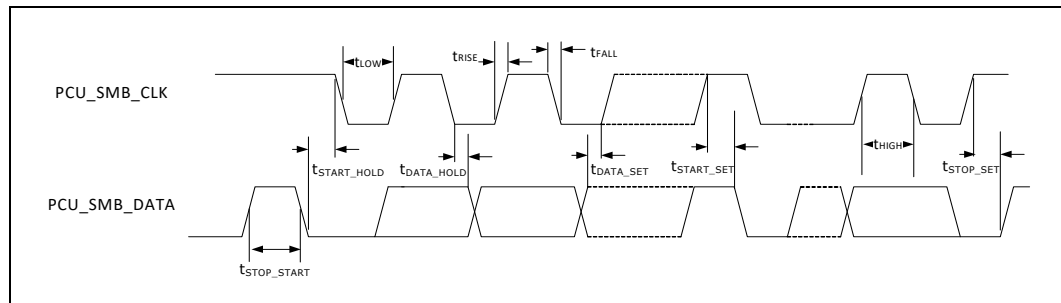 tLOW
tRISE
tFALL
PCU_SMB_CLK
tHIGH
tSTART_HOLD
tDATA_HOLD
tDATA_SET
tSTART_SET
tSTOP_SET
PCU_SMB_DATA
tSTOP_START